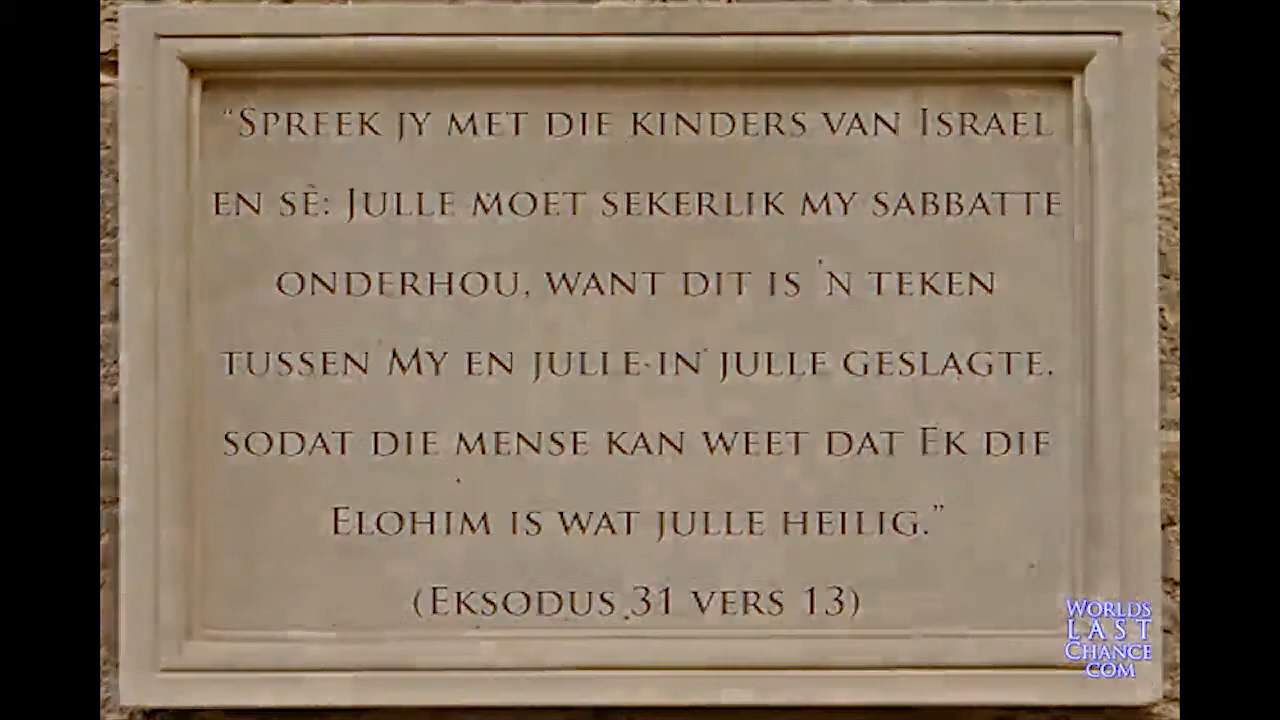 “Spreek jy met die kinders van Israel
en sê: Julle moet sekerlik my sabbatte
onderhou, want dit is 'n teken
tussen My en julle in julle geslagte,
sodat die mense kan weet dat Ek die
Elohim is wat julle heilig.”
(Eksodus 31 vers 13)
Worlds
Last
Chance
.com